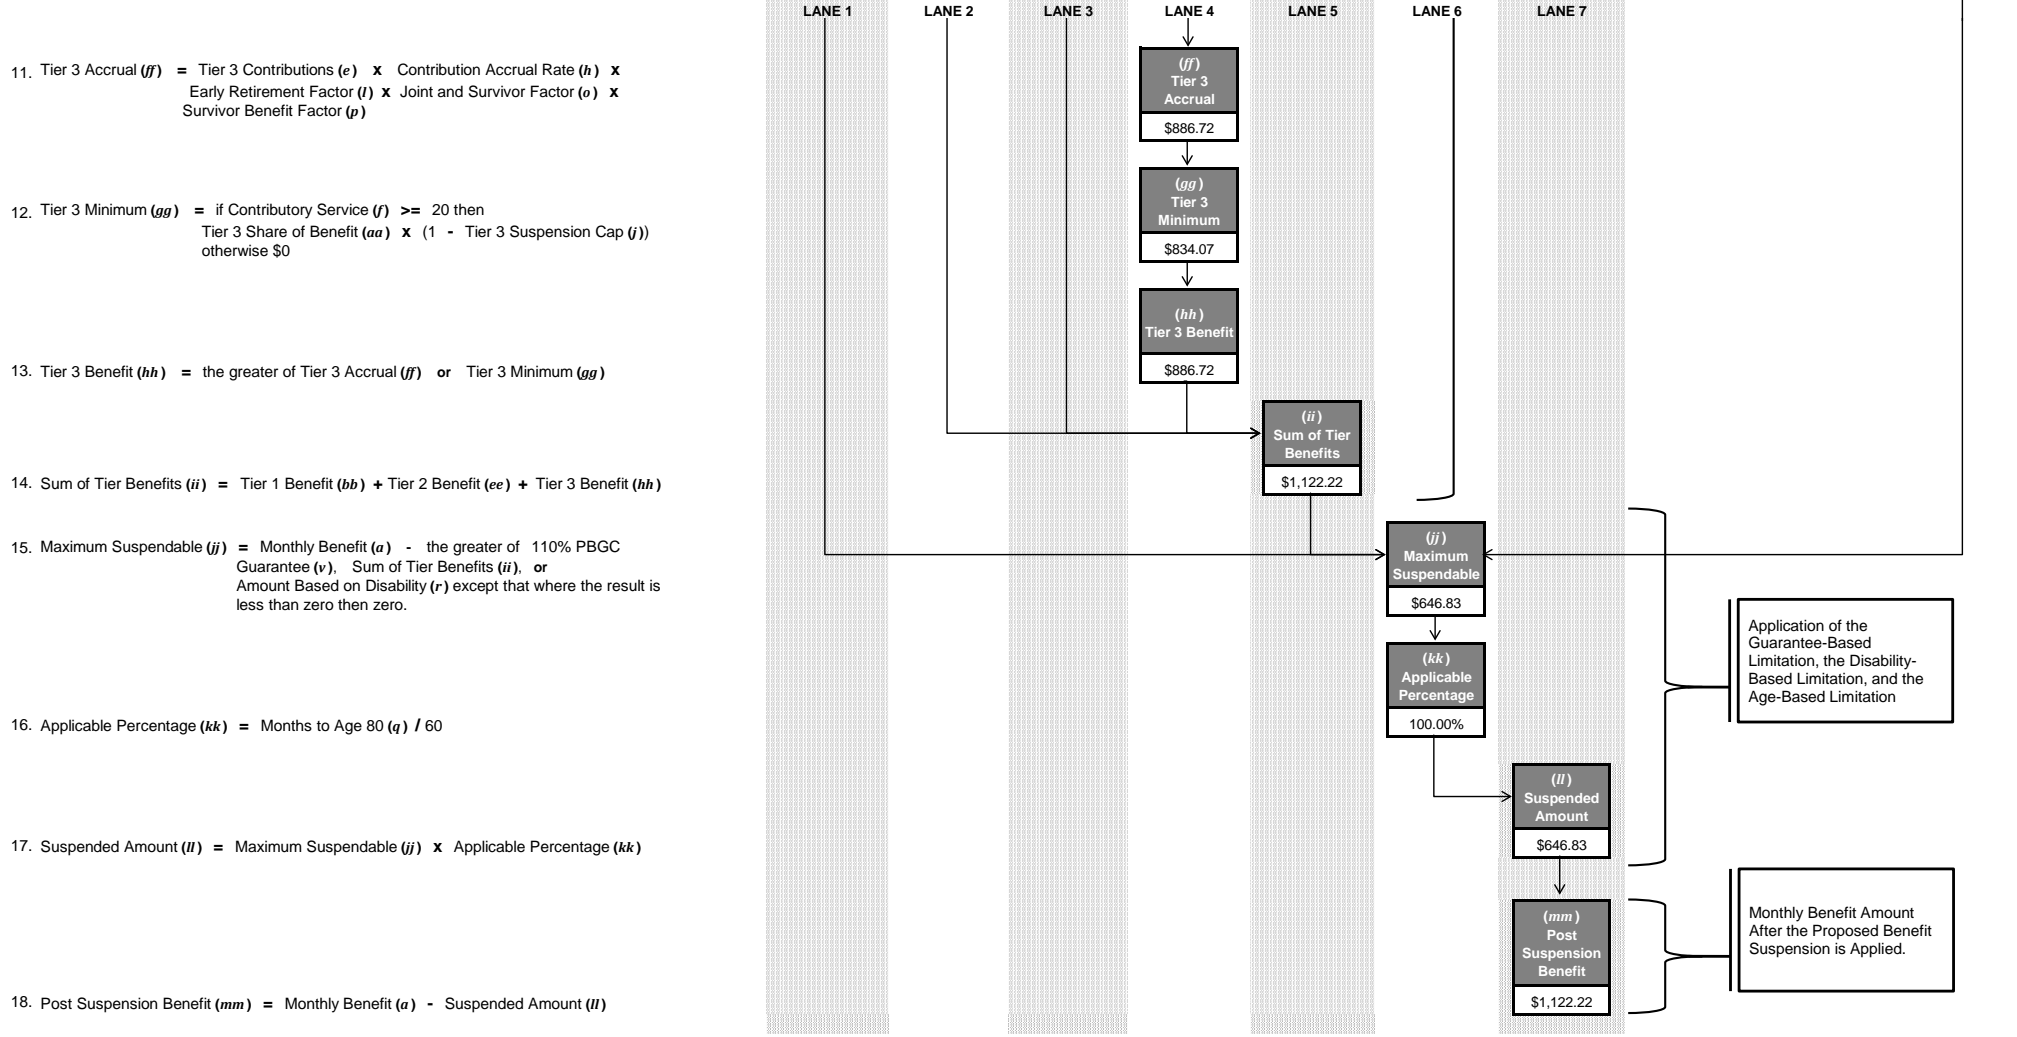 LANE 1 LANE 2 LANE 3 LANE 4 LANE 5 LANE 6 LANE 7
11. Tier 3 Accrual (ff) = Tier 3 Contributions (e) x Contribution Accrual Rate (h) x
Early Retirement Factor (l) x Joint and Survivor Factor (o) x
Survivor Benefit Factor (p)
(ff)
Tier 3
Accrual
$886.72
12. Tier 3 Minimum (gg) = if Contributory Service (f) >= 20 then
Tier 3 Share of Benefit (aa) x (1 - Tier 3 Suspension Cap (j))
otherwise $0
(gg)
Tier 3
Minimum
$834.07
13. Tier 3 Benefit (hh) = the greater of Tier 3 Accrual (ff) or Tier 3 Minimum (gg)
(hh)
Tier 3 Benefit
$886.72
14. Sum of Tier Benefits (ii) = Tier 1 Benefit (bb) + Tier 2 Benefit (ee) + Tier 3 Benefit (hh)
(ii)
Sum of Tier
Benefits
$1,122.22
15. Maximum Suspendable (jj) = Monthly Benefit (a) - the greater of 110% PBGC
Guarantee (v), Sum of Tier Benefits (ii), or
Amount Based on Disability (r) except that where the result is
less than zero then zero.
(jj)
Maximum
Suspendable
$646.83
Application of the
Guarantee-Based
Limitation, the Disability-
Based Limitation, and the
Age-Based Limitation
16. Applicable Percentage (kk) = Months to Age 80 (q) / 60
(kk)
Applicable
Percentage
100.00%
17. Suspended Amount (ll) = Maximum Suspendable (jj) x Applicable Percentage (kk)
(ll)
Suspended
Amount
$646.83
18. Post Suspension Benefit (mm) = Monthly Benefit (a) - Suspended Amount (ll)
(mm)
Post
Suspension
Benefit
$1,122.22
Monthly Benefit Amount
After the Proposed Benefit
Suspension is Applied.